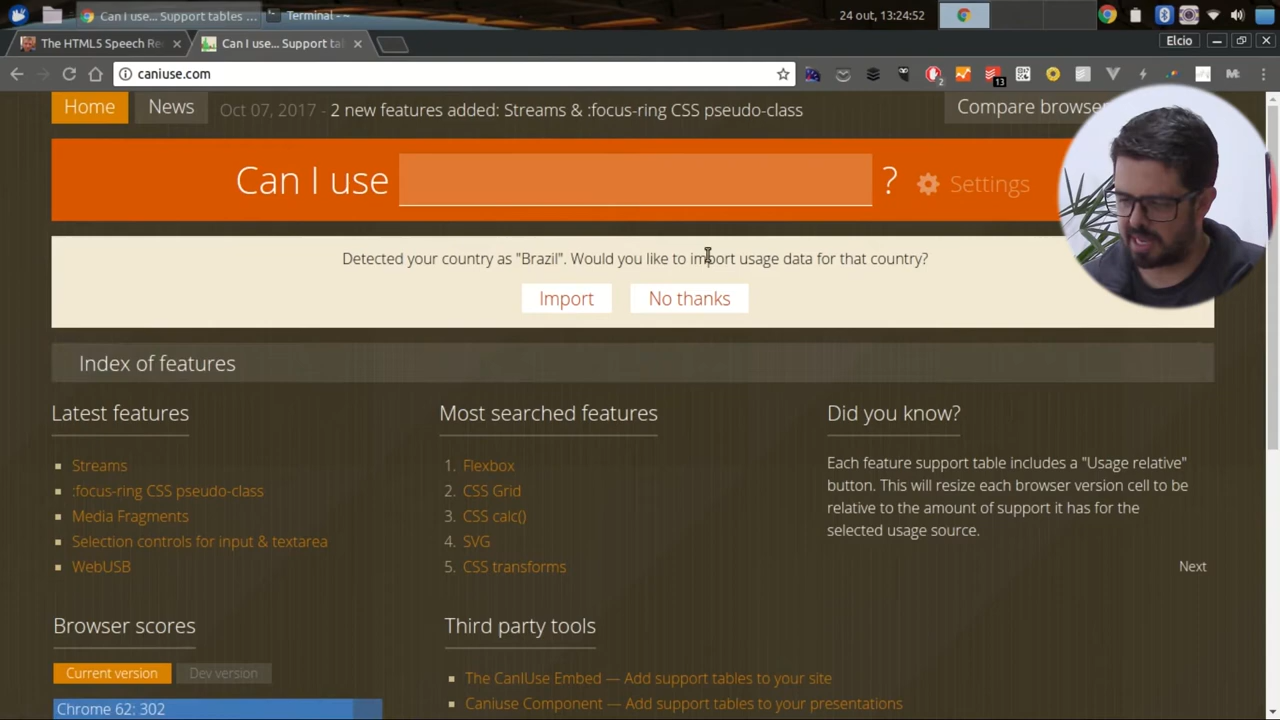 Can I use... Support tables ...
Terminal - ~
24 out, 13:24:52
The HTML5 Speech Re
Can I use... Support tal
Elcio
caniuse.com
2
13
Home
News
Oct 07, 2017 - 2 new features added: Streams & :focus-ring CSS pseudo-class
Compare browser
Can I use
?
Settings
Detected your country as "Brazil". Would you like to import usage data for that country?
Import
No thanks
Index of features
Latest features
Streams
:focus-ring CSS pseudo-class
Media Fragments
Selection controls for input & textarea
WebUSB
Most searched features
1. Flexbox
2. CSS Grid
3. CSS calc()
4. SVG
5. CSS transforms
Did you know?
Each feature support table includes a "Usage relative"
button. This will resize each browser version cell to be
relative to the amount of support it has for the
selected usage source.
Next
Browser scores
Current version
Dev version
Chrome 62: 302
Third party tools
The CanIUse Embed — Add support tables to your site
Caniuse Component — Add support tables to your presentations